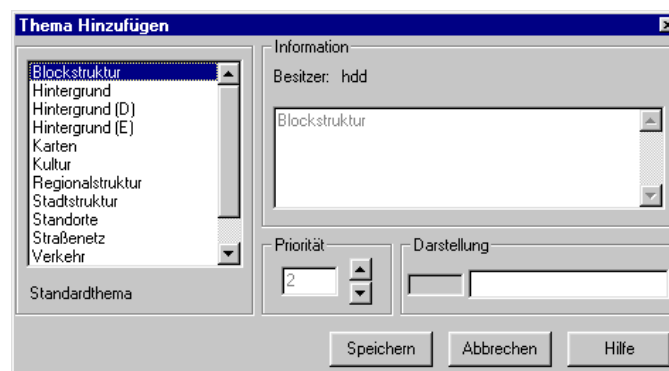 Thema Hinzufügen
Blockstruktur
Hintergrund
Hintergrund (D)
Hintergrund (E)
Karten
Kultur
Regionalstruktur
Stadtstruktur
Standorte
Straßenetz
Verkehr
Standardthema
Information
Besitzer: hdd
Blockstruktur
Priorität
2
Darstellung
Speichern
Abbrechen
Hilfe